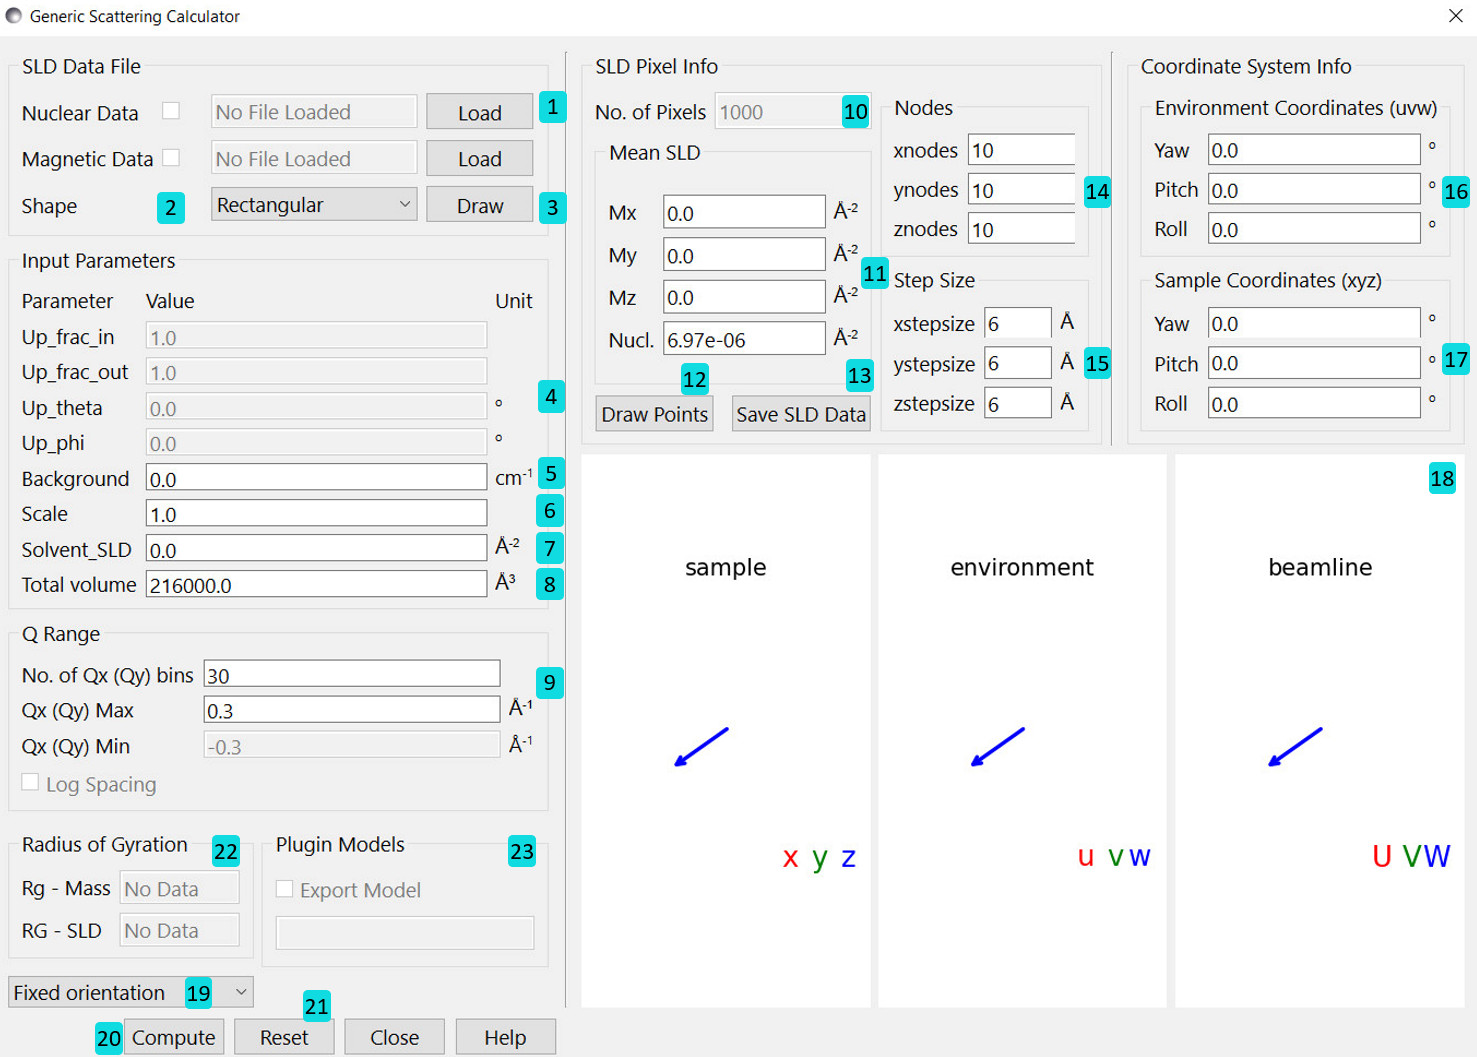 Generic Scattering Calculator
SLD Data File
Nuclear Data No File Loaded Load 1
Magnetic Data No File Loaded Load
Shape 2 Rectangular Draw 3
Input Parameters
Parameter Value Unit
Up_frac_in 1.0
Up_frac_out 1.0
Up_theta 0.0 º 4
Up_phi 0.0 º
Background 0.0 cm⁻¹ 5
Scale 1.0 6
Solvent_SLD 0.0 Å⁻² 7
Total volume 216000.0 Å³ 8
Q Range
No. of Qx (Qy) bins 30 9
Qx (Qy) Max 0.3 Å⁻¹
Qx (Qy) Min -0.3 Å⁻¹
Log Spacing
Radius of Gyration 22
Rg - Mass No Data
RG - SLD No Data
Plugin Models 23
Export Model
Fixed orientation 19
21
20 Compute Reset Close Help
SLD Pixel Info
No. of Pixels 1000 10
Mean SLD
Mx 0.0 Å⁻²
My 0.0 Å⁻²
11
Mz 0.0 Å⁻²
Nucl. 6.97e-06 Å⁻²
12 13
Draw Points Save SLD Data
Nodes
xnodes 10
ynodes 10 14
znodes 10
Step Size
xstepsize 6 Å
ystepsize 6 Å 15
zstepsize 6 Å
Coordinate System Info
Environment Coordinates (uvw)
Yaw 0.0 º
Pitch 0.0 º 16
Roll 0.0 º
Sample Coordinates (xyz)
Yaw 0.0 º
Pitch 0.0 º 17
Roll 0.0 º
18
sample environment beamline
x y z u v w U V W